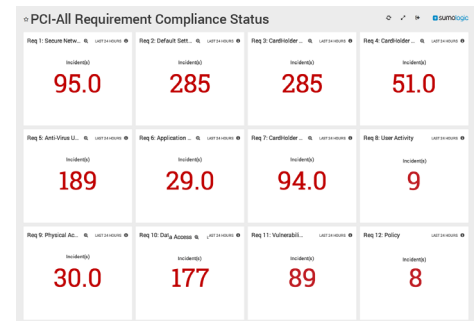 PCI-All Requirement Compliance Status
sumologic
Req 1: Secure Netw... LAST 24 HOURS
Incident(s)
95.0
Req 2: Default Sett... LAST 24 HOURS
Incident(s)
285
Req 3: CardHolder ... LAST 24 HOURS
Incident(s)
285
Req 4: CardHolder ... LAST 24 HOURS
Incident(s)
51.0
Req 5: Anti-Virus U... LAST 24 HOURS
Incident(s)
189
Req 6: Application ... LAST 24 HOURS
Incident(s)
29.0
Req 7: CardHolder ... LAST 24 HOURS
Incident(s)
94.0
Req 8: User Activity LAST 24 HOURS
Incident(s)
9
Req 9: Physical Ac... LAST 24 HOURS
Incident(s)
30.0
Req 10: Data Access LAST 24 HOURS
Incident(s)
177
Req 11: Vulnerabili... LAST 24 HOURS
Incident(s)
89
Req 12: Policy LAST 24 HOURS
Incident(s)
8